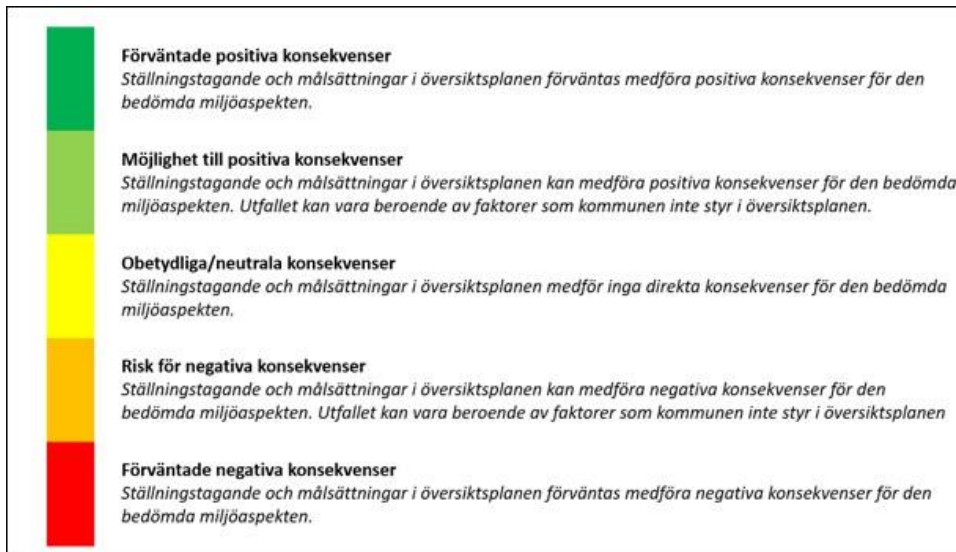 Förväntade positiva konsekvenser
Ställningstagande och målsättningar i översiktsplanen förväntas medföra positiva konsekvenser för den
bedömda miljöaspekten.
Möjlighet till positiva konsekvenser
Ställningstagande och målsättningar i översiktsplanen kan medföra positiva konsekvenser för den bedömda
miljöaspekten. Utfallet kan vara beroende av faktorer som kommunen inte styr i översiktsplanen.
Obetydliga/neutrala konsekvenser
Ställningstagande och målsättningar i översiktsplanen medför inga direkta konsekvenser för den bedömda
miljöaspekten.
Risk för negativa konsekvenser
Ställningstagande och målsättningar i översiktsplanen kan medföra negativa konsekvenser för den
bedömda miljöaspekten. Utfallet kan vara beroende av faktorer som kommunen inte styr i översiktsplanen
Förväntade negativa konsekvenser
Ställningstagande och målsättningar i översiktsplanen förväntas medföra negativa konsekvenser för den
bedömda miljöaspekten.